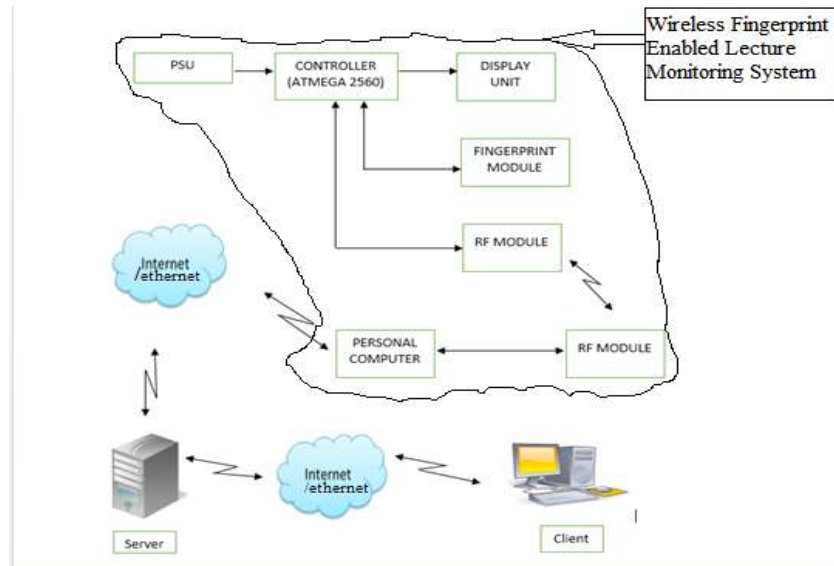 Wireless Fingerprint
Enabled Lecture
Monitoring System
PSU
CONTROLLER
(ATMEGA 2560)
DISPLAY
UNIT
FINGERPRINT
MODULE
RF MODULE
Internet
/ethernet
PERSONAL
COMPUTER
RF MODULE
Internet
/ethernet
Server
Client